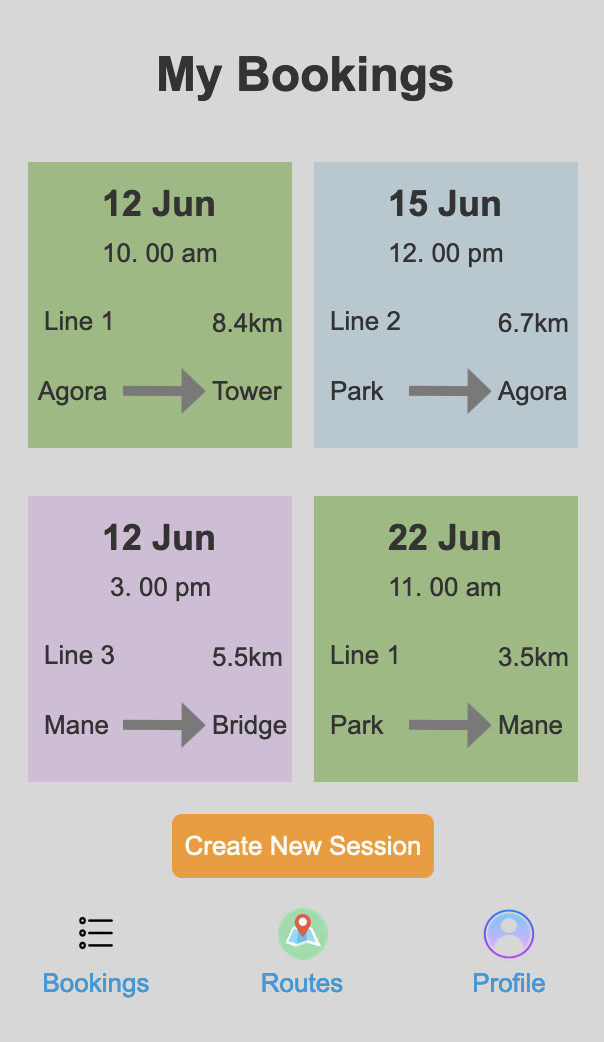 My Bookings
12 Jun
10. 00 am
Line 1 8.4km
Agora Tower
15 Jun
12. 00 pm
Line 2 6.7km
Park Agora
12 Jun
3. 00 pm
Line 3 5.5km
Mane Bridge
22 Jun
11. 00 am
Line 1 3.5km
Park Mane
Create New Session
Bookings Routes Profile